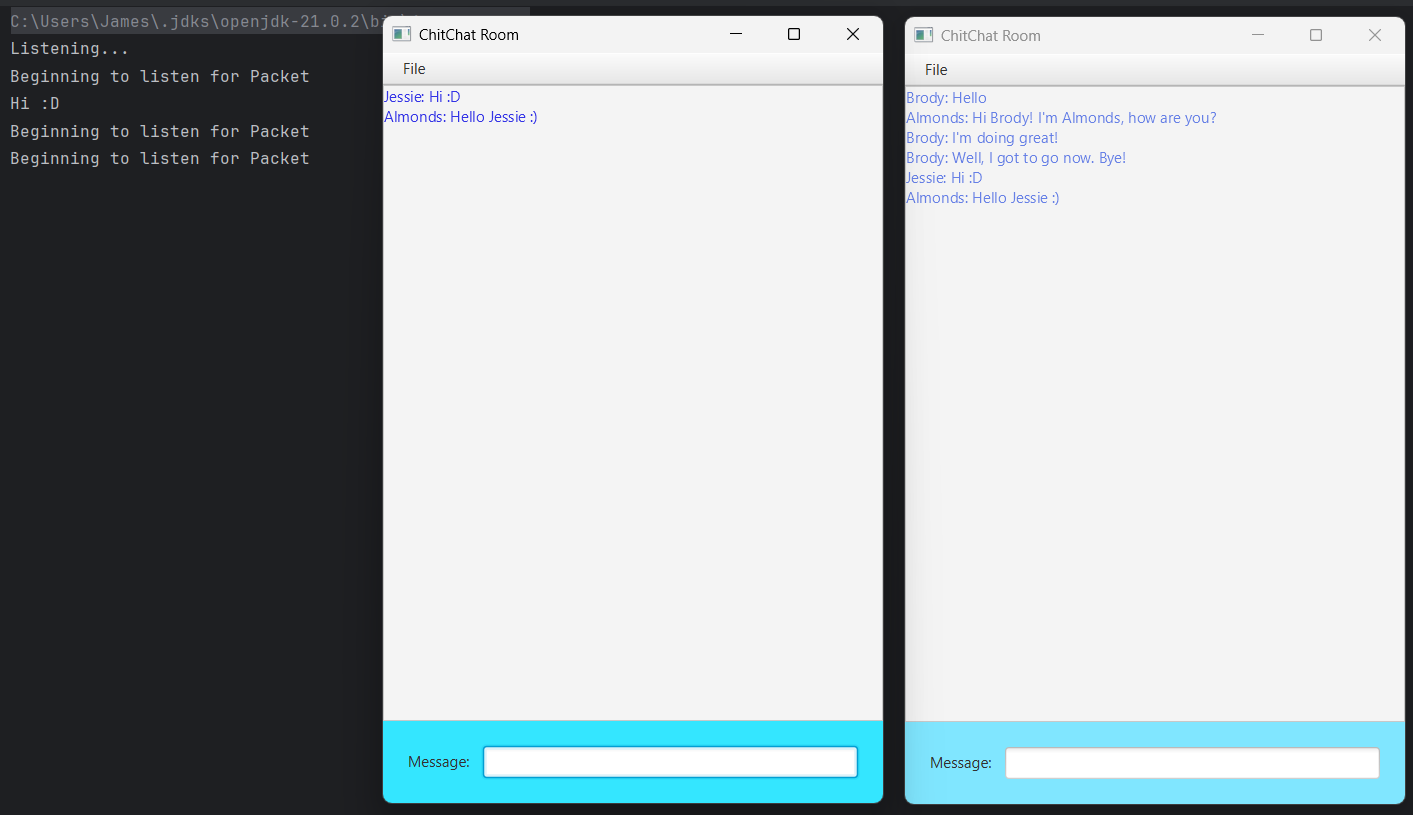 C:\Users\James\.jdks\openjdk-21.0.2\bi
Listening...
Beginning to listen for Packet
Hi :D
Beginning to listen for Packet
Beginning to listen for Packet
ChitChat Room
File
Jessie: Hi :D
Almonds: Hello Jessie :)
Message:
ChitChat Room
File
Brody: Hello
Almonds: Hi Brody! I'm Almonds, how are you?
Brody: I'm doing great!
Brody: Well, I got to go now. Bye!
Jessie: Hi :D
Almonds: Hello Jessie :)
Message: